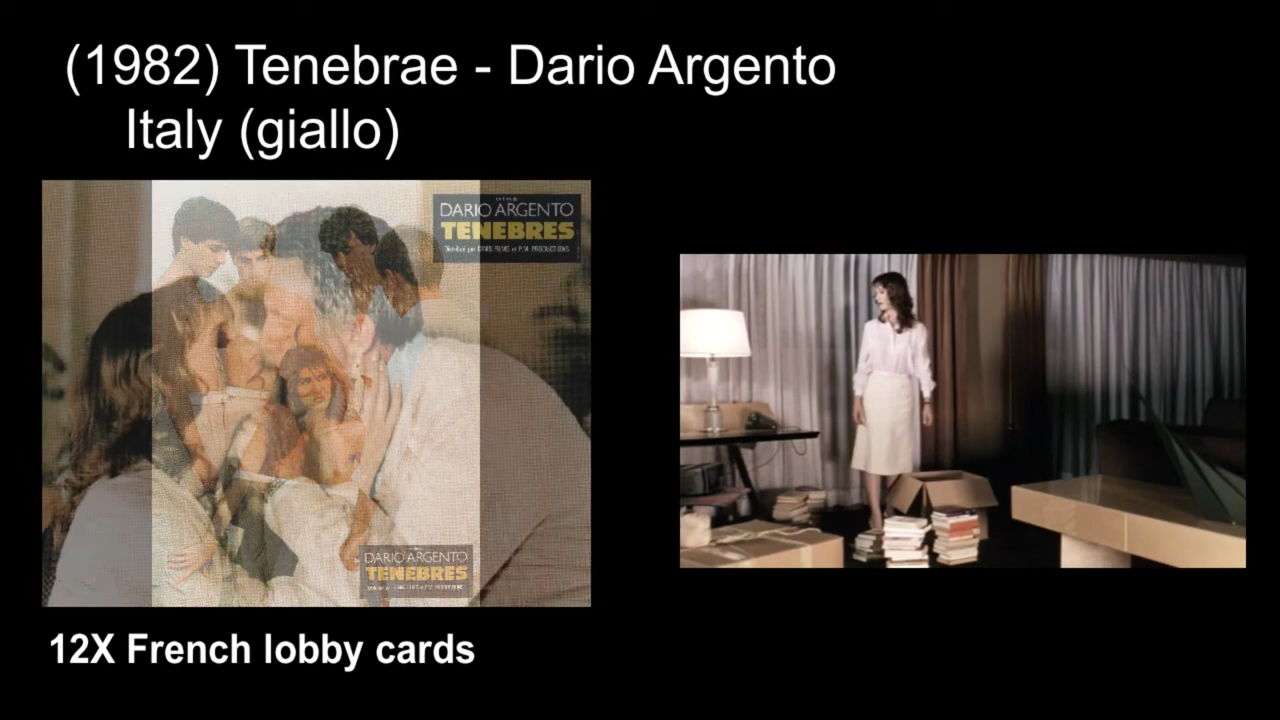 (1982) Tenebrae - Dario Argento
Italy (giallo)
DARIO ARGENTO
TENEBRES
DARIO ARGENTO
TENEBRES
12X French lobby cards